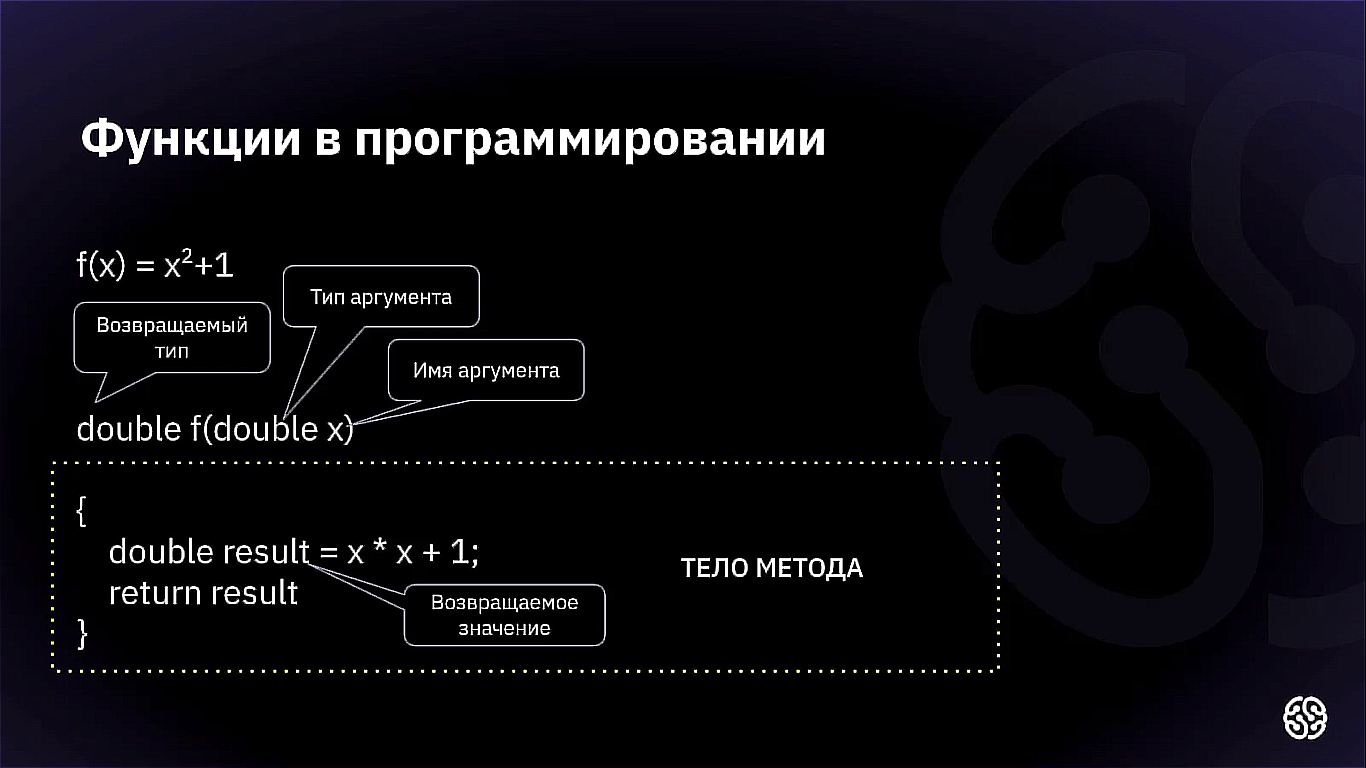 Функции в программировании
f(x) = x²+1
Тип аргумента
Возвращаемый
тип
Имя аргумента
double f(double x)
{
double result = x * x + 1;
return result
}
ТЕЛО МЕТОДА
Возвращаемое
значение